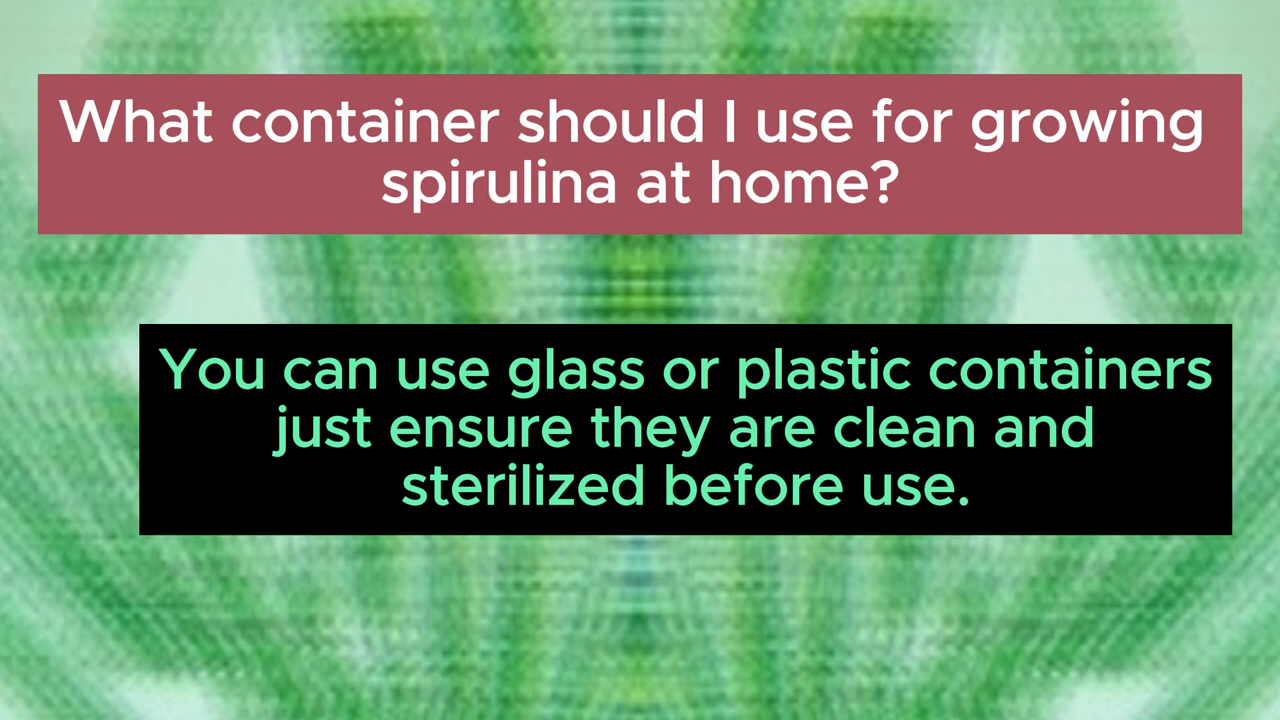 What container should I use for growing
spirulina at home?
You can use glass or plastic containers
just ensure they are clean and
sterilized before use.